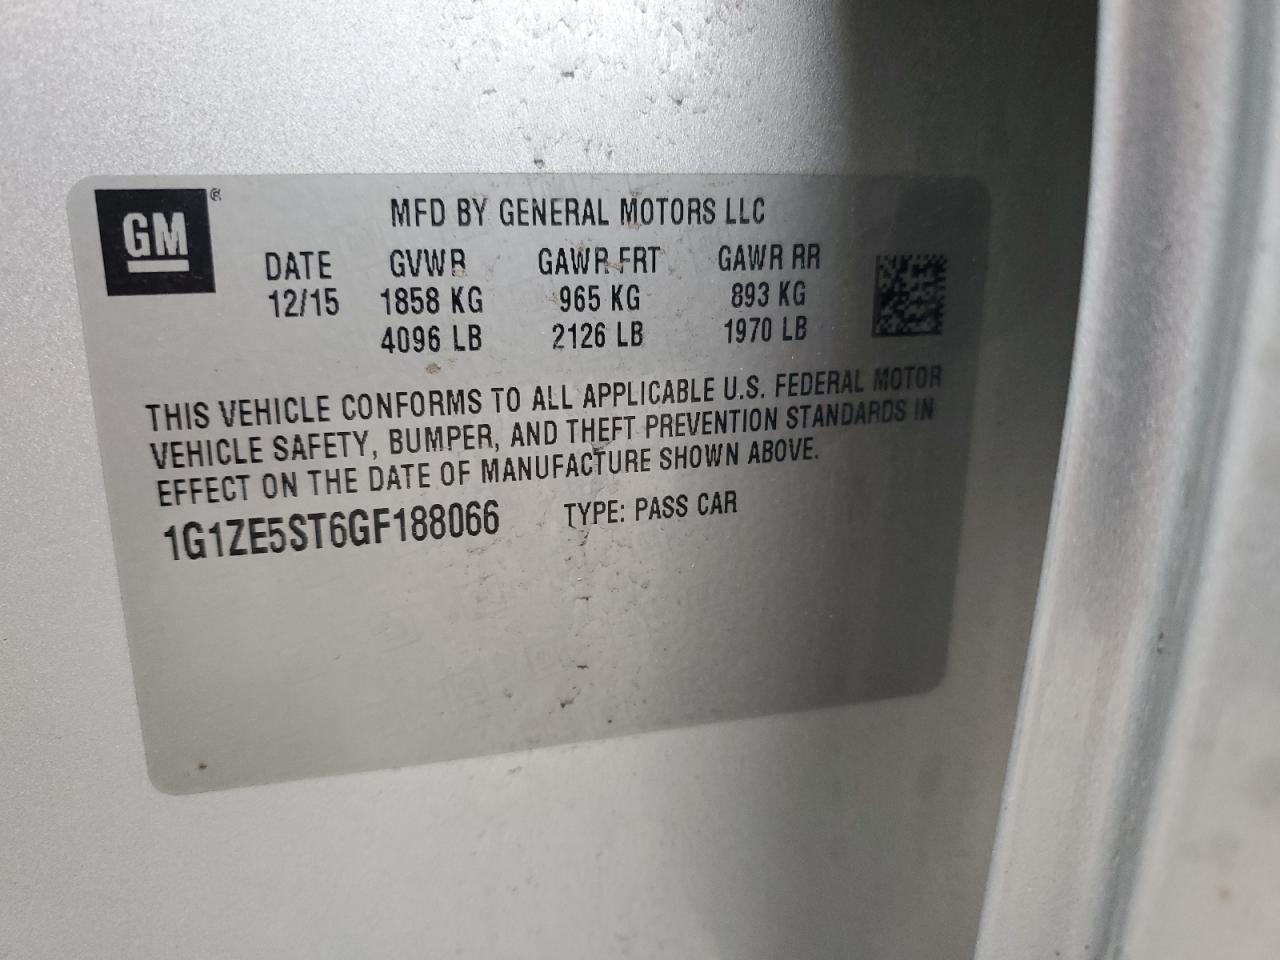 GM®
MFD BY GENERAL MOTORS LLC
DATE GVWR GAWR FRT GAWR RR
12/15 1858 KG 965 KG 893 KG
4096 LB 2126 LB 1970 LB
THIS VEHICLE CONFORMS TO ALL APPLICABLE U.S. FEDERAL MOTOR
VEHICLE SAFETY, BUMPER, AND THEFT PREVENTION STANDARDS IN
EFFECT ON THE DATE OF MANUFACTURE SHOWN ABOVE.
1G1ZE5ST6GF188066 TYPE: PASS CAR